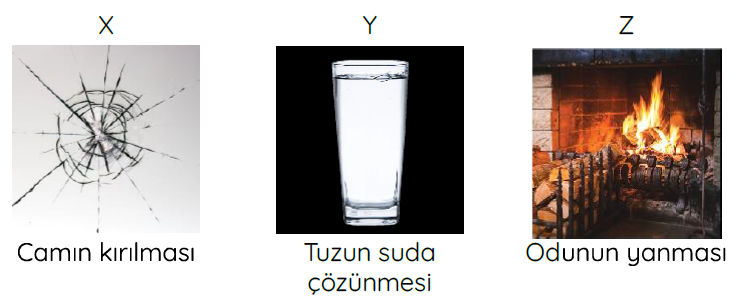 X
Y
Z
Camın kırılması
Tuzun suda
çözünmesi
Odunun yanması